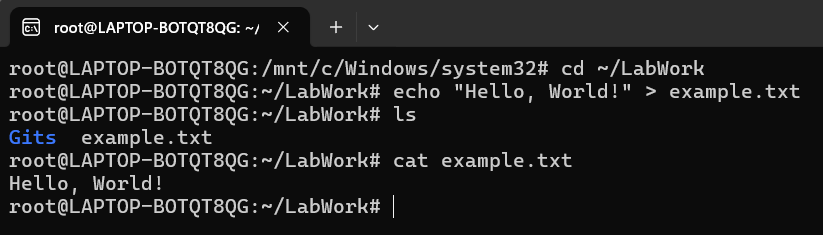 root@LAPTOP-BOTQT8QG: ~/
root@LAPTOP-BOTQT8QG:/mnt/c/Windows/system32# cd ~/LabWork
root@LAPTOP-BOTQT8QG:~/LabWork# echo "Hello, World!" > example.txt
root@LAPTOP-BOTQT8QG:~/LabWork# ls
Gits  example.txt
root@LAPTOP-BOTQT8QG:~/LabWork# cat example.txt
Hello, World!
root@LAPTOP-BOTQT8QG:~/LabWork#